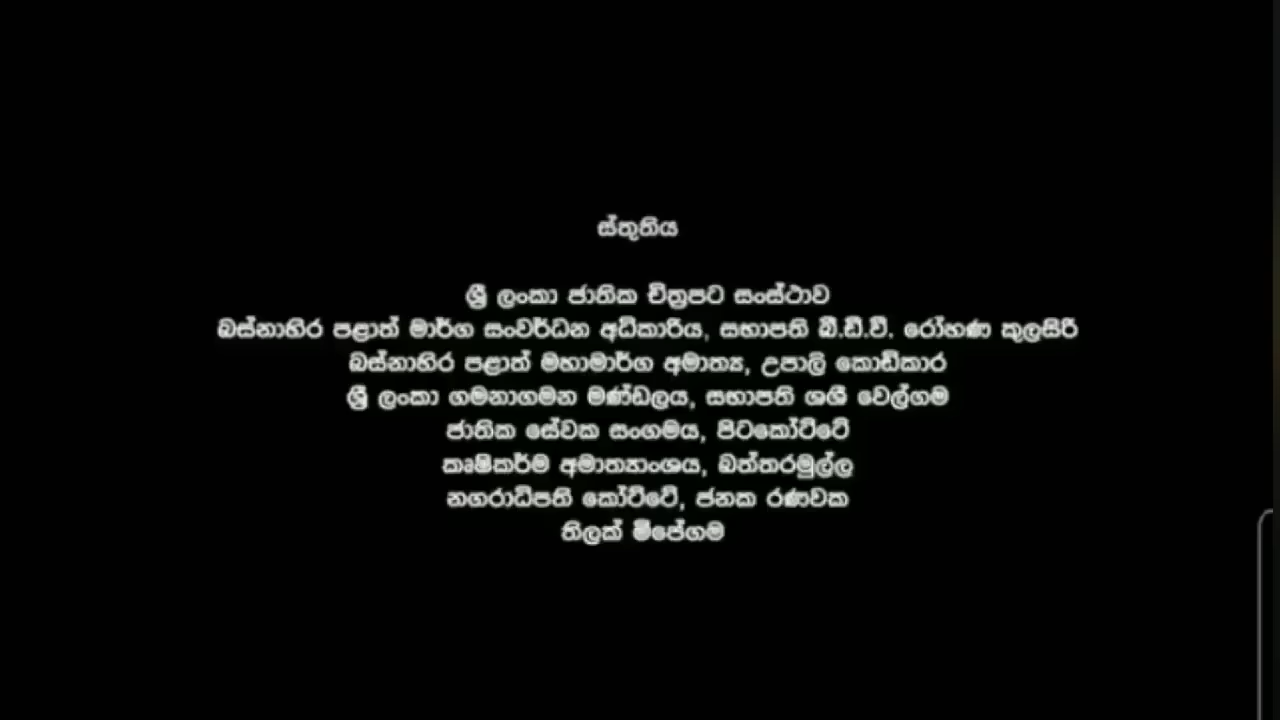 ස්තුතිය
ශ්‍රී ලංකා ජාතික චිත්‍රපට සංස්ථාව
බස්නාහිර පළාත් මාර්ග සංවර්ධන අධිකාරිය, සභාපති බී.ඩී.වී. රෝහණ කුලසිරි
බස්නාහිර පළාත් මහාමාර්ග අමාත්‍ය, උපාලි කොඩිකාර
ශ්‍රී ලංකා ගමනාගමන මණ්ඩලය, සභාපති ශශී වෙල්ගම
ජාතික සේවක සංගමය, පිටකෝට්ටේ
කෘෂිකර්ම අමාත්‍යාංශය, බත්තරමුල්ල
නගරාධිපති කෝට්ටේ, ජනක රණවක
තිලක් මීපේගම